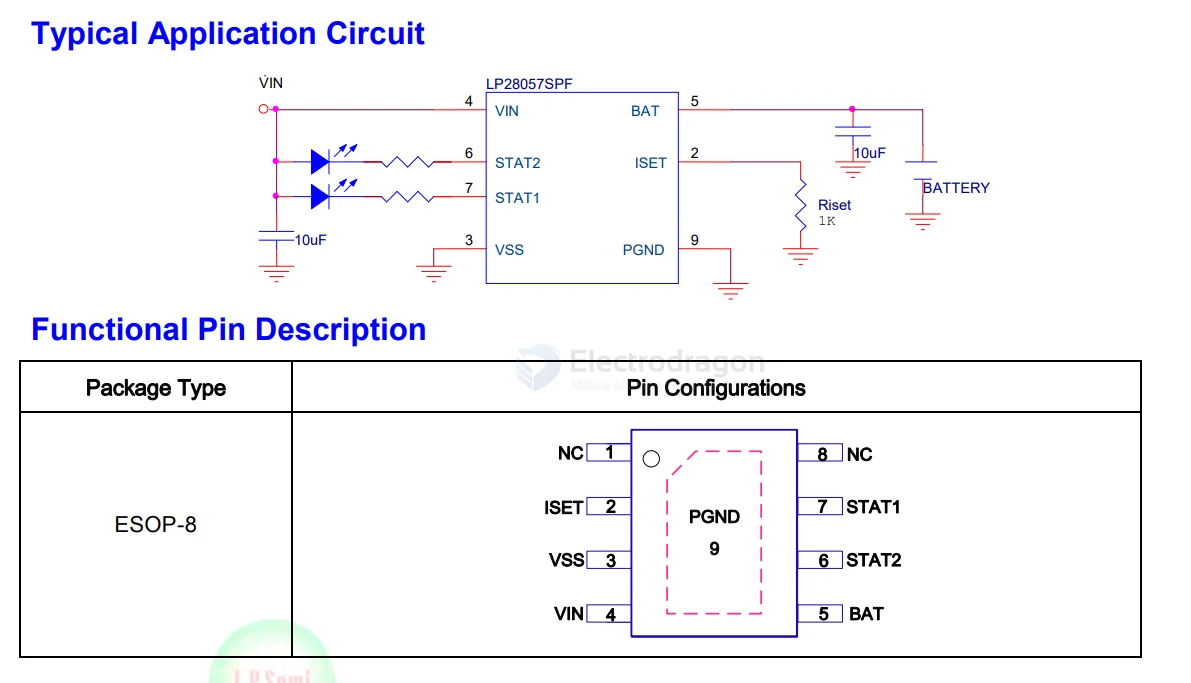 Typical Application Circuit
VIN
LP28057SPF
4
VIN
BAT
5
6
STAT2
ISET
2
10uF
7
STAT1
BATTERY
Riset
1K
10uF
3
VSS
PGND
9
Functional Pin Description
Electrodragon
Package Type
Pin Configurations
NC 1
8 NC
ISET 2
7 STAT1
PGND
ESOP-8
9
VSS 3
6 STAT2
VIN 4
5 BAT
LPSemi